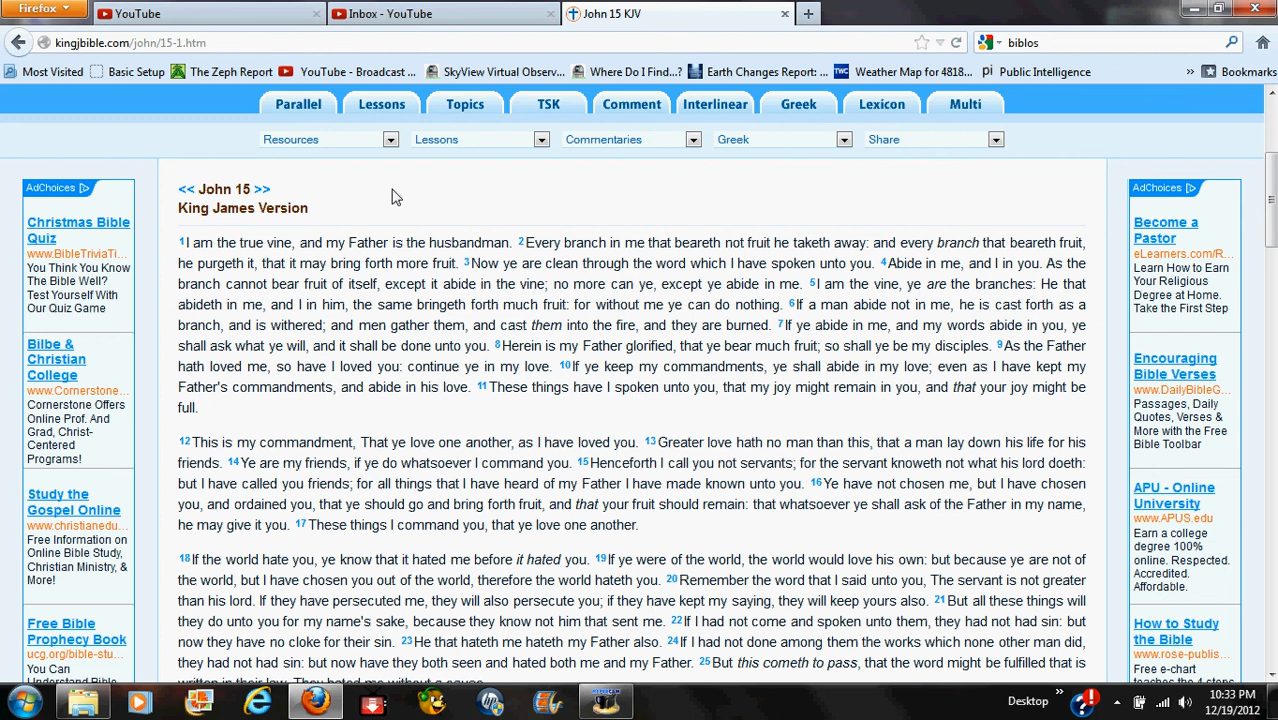 Firefox
YouTube
Inbox - YouTube
John 15 KJV
kingjbible.com/john/15-1.htm
biblos
Most Visited
Basic Setup
The Zeph Report
YouTube - Broadcast ...
SkyView Virtual Observ...
Where Do I Find...?
Earth Changes Report: ...
TWC
Weather Map for 4818...
pi Public Intelligence
»
Bookmarks
Parallel
Lessons
Topics
TSK
Comment
Interlinear
Greek
Lexicon
Multi
Resources
Lessons
Commentaries
Greek
Share
AdChoices
Christmas Bible
Quiz
www.BibleTriviaTi...
You Think You Know
The Bible Well?
Test Yourself With
Our Quiz Game
Bilbe &
Christian
College
www.Cornerstone...
Cornerstone Offers
Online Prof. And
Grad, Christ-
Centered
Programs!
Study the
Gospel Online
www.christianedu...
Free Information on
Online Bible Study,
Christian Ministry, &
More!
Free Bible
Prophecy Book
ucg.org/bible-stu...
You Can
Understand Bible
<< John 15 >>
King James Version
1I am the true vine, and my Father is the husbandman. 2Every branch in me that beareth not fruit he taketh away: and every branch that beareth fruit,
he purgeth it, that it may bring forth more fruit. 3Now ye are clean through the word which I have spoken unto you. 4Abide in me, and I in you. As the
branch cannot bear fruit of itself, except it abide in the vine; no more can ye, except ye abide in me. 5I am the vine, ye are the branches: He that
abideth in me, and I in him, the same bringeth forth much fruit: for without me ye can do nothing. 6If a man abide not in me, he is cast forth as a
branch, and is withered; and men gather them, and cast them into the fire, and they are burned. 7If ye abide in me, and my words abide in you, ye
shall ask what ye will, and it shall be done unto you. 8Herein is my Father glorified, that ye bear much fruit; so shall ye be my disciples. 9As the Father
hath loved me, so have I loved you: continue ye in my love. 10If ye keep my commandments, ye shall abide in my love; even as I have kept my
Father's commandments, and abide in his love. 11These things have I spoken unto you, that my joy might remain in you, and that your joy might be
full.
12This is my commandment, That ye love one another, as I have loved you. 13Greater love hath no man than this, that a man lay down his life for his
friends. 14Ye are my friends, if ye do whatsoever I command you. 15Henceforth I call you not servants; for the servant knoweth not what his lord doeth:
but I have called you friends; for all things that I have heard of my Father I have made known unto you. 16Ye have not chosen me, but I have chosen
you, and ordained you, that ye should go and bring forth fruit, and that your fruit should remain: that whatsoever ye shall ask of the Father in my name,
he may give it you. 17These things I command you, that ye love one another.
18If the world hate you, ye know that it hated me before it hated you. 19If ye were of the world, the world would love his own: but because ye are not of
the world, but I have chosen you out of the world, therefore the world hateth you. 20Remember the word that I said unto you, The servant is not greater
than his lord. If they have persecuted me, they will also persecute you; if they have kept my saying, they will keep yours also. 21But all these things will
they do unto you for my name's sake, because they know not him that sent me. 22If I had not come and spoken unto them, they had not had sin: but
now they have no cloke for their sin. 23He that hateth me hateth my Father also. 24If I had not done among them the works which none other man did,
they had not had sin: but now have they both seen and hated both me and my Father. 25But this cometh to pass, that the word might be fulfilled that is
written in their law, They hated me without a cause.
AdChoices
Become a
Pastor
eLearners.com/R...
Learn How to Earn
Your Religious
Degree at Home.
Take the First Step
Encouraging
Bible Verses
www.DailyBibleG...
Passages, Daily
Quotes, Verses &
More with the Free
Bible Toolbar
APU - Online
University
www.APUS.edu
Earn a college
degree 100%
online. Respected.
Accredited.
Affordable.
How to Study
the Bible
www.rose-publis...
Free e-chart
teaches the 4 steps
Desktop
»
10:33 PM
12/19/2012